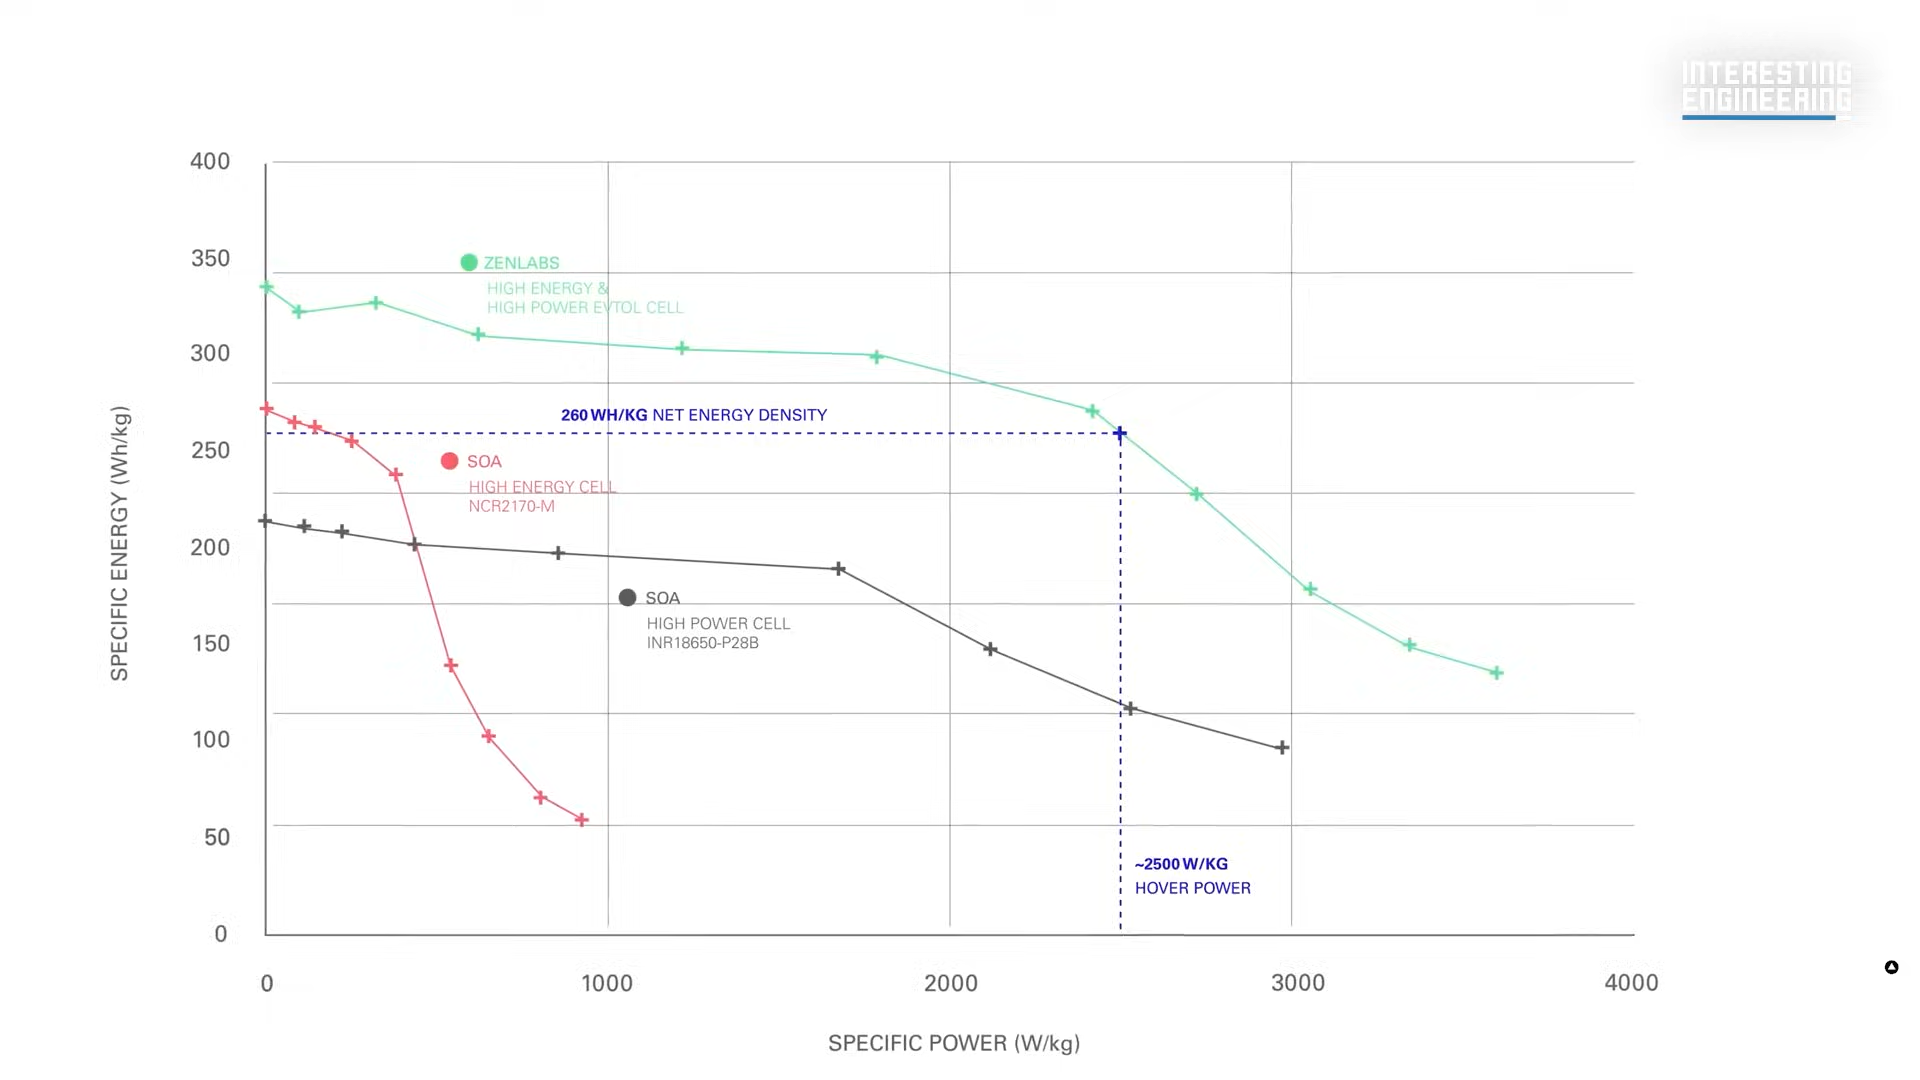 INTERESTING
ENGINEERING
400
350
300
250
200
150
100
50
0
SPECIFIC ENERGY (Wh/kg)
ZENLABS
HIGH ENERGY &
HIGH POWER EVTOL CELL
260 WH/KG NET ENERGY DENSITY
SOA
HIGH ENERGY CELL
NCR2170-M
SOA
HIGH POWER CELL
INR18650-P28B
~2500 W/KG
HOVER POWER
0
1000
2000
3000
4000
SPECIFIC POWER (W/kg)